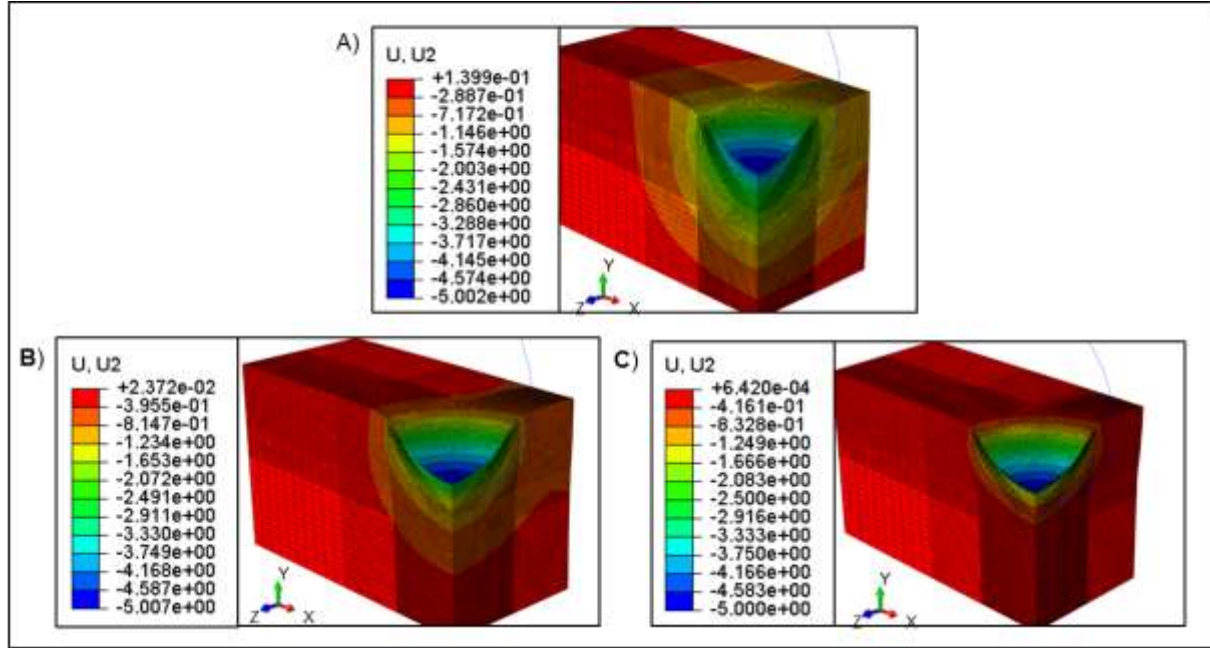 A)
U, U2
+1.399e-01
-2.887e-01
-7.172e-01
-1.146e+00
-1.574e+00
-2.003e+00
-2.431e+00
-2.860e+00
-3.288e+00
-3.717e+00
-4.145e+00
-4.574e+00
-5.002e+00
Y
Z X
B)
U, U2
+2.372e-02
-3.955e-01
-8.147e-01
-1.234e+00
-1.653e+00
-2.072e+00
-2.491e+00
-2.911e+00
-3.330e+00
-3.749e+00
-4.168e+00
-4.587e+00
-5.007e+00
Y
Z X
C)
U, U2
+6.420e-04
-4.161e-01
-8.328e-01
-1.249e+00
-1.666e+00
-2.083e+00
-2.500e+00
-2.916e+00
-3.333e+00
-3.750e+00
-4.166e+00
-4.583e+00
-5.000e+00
Y
Z X